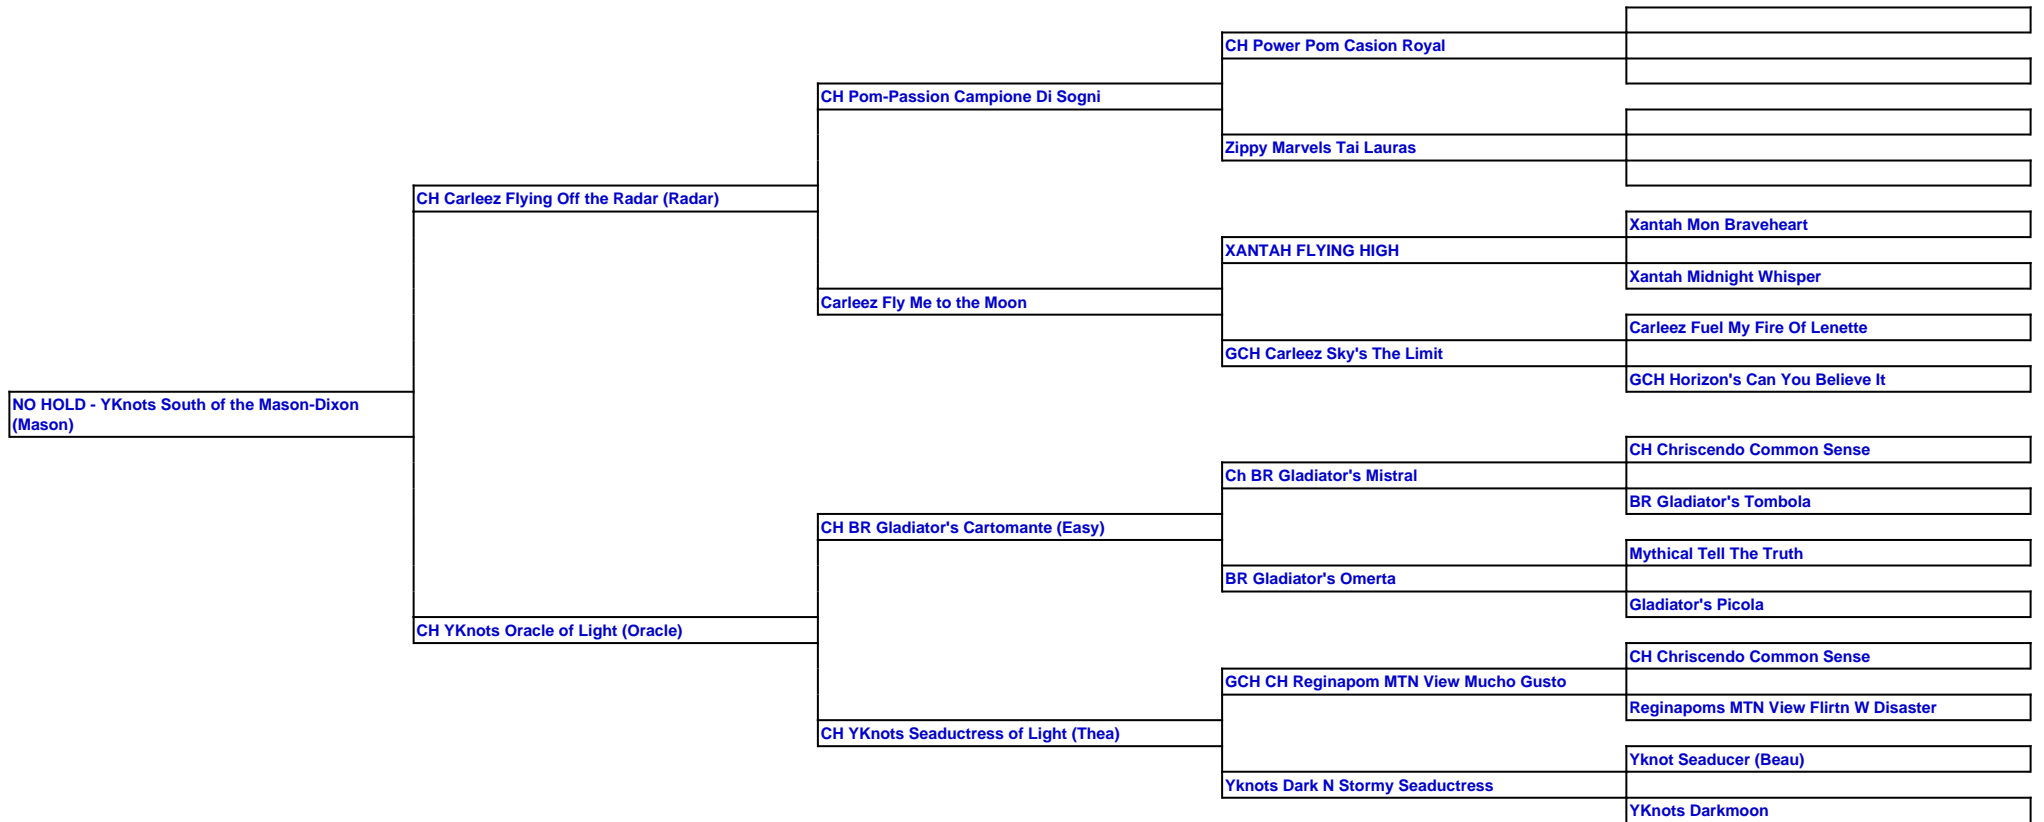 CH Power Pom Casion Royal
CH Pom-Passion Campione Di Sogni
Zippy Marvels Tai Lauras
CH Carleez Flying Off the Radar (Radar)
Xantah Mon Braveheart
XANTAH FLYING HIGH
Xantah Midnight Whisper
Carleez Fly Me to the Moon
Carleez Fuel My Fire Of Lenette
GCH Carleez Sky's The Limit
GCH Horizon's Can You Believe It
NO HOLD - YKnots South of the Mason-Dixon
(Mason)
CH Chriscendo Common Sense
Ch BR Gladiator's Mistral
BR Gladiator's Tombola
CH BR Gladiator's Cartomante (Easy)
Mythical Tell The Truth
BR Gladiator's Omerta
Gladiator's Picola
CH YKnots Oracle of Light (Oracle)
CH Chriscendo Common Sense
GCH CH Reginapom MTN View Mucho Gusto
Reginapoms MTN View Flirtn W Disaster
CH YKnots Seaductress of Light (Thea)
Yknot Seaducer (Beau)
Yknots Dark N Stormy Seaductress
YKnots Darkmoon